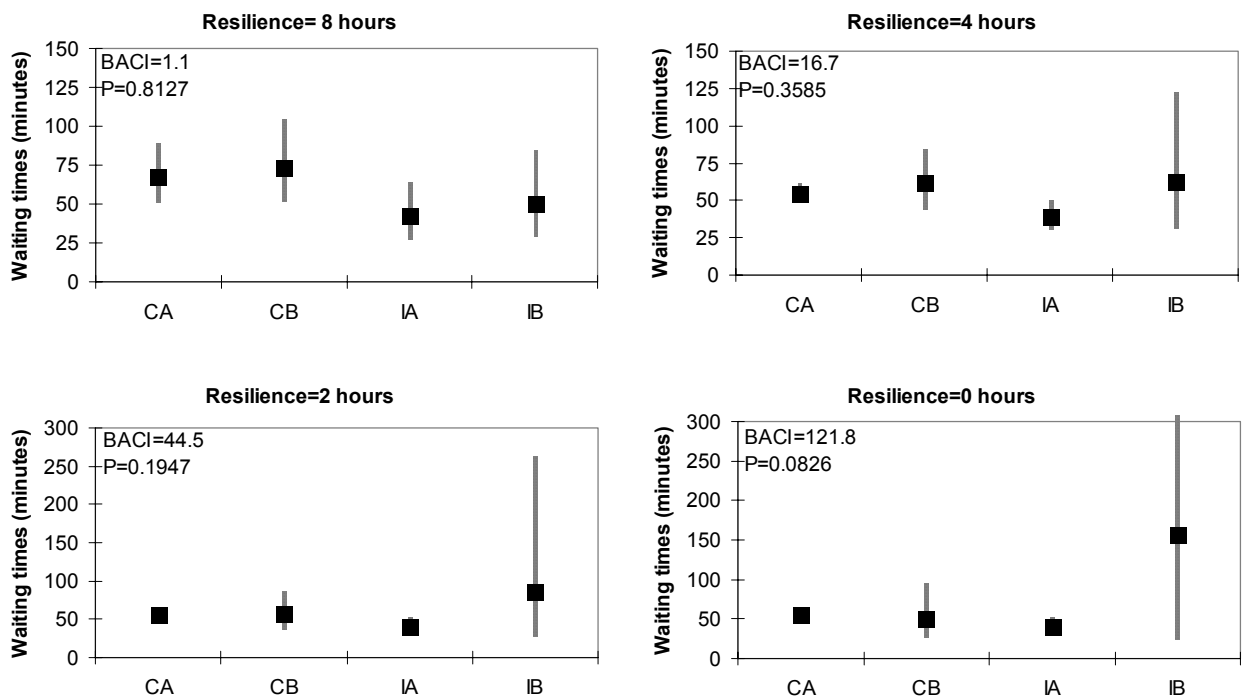 Resilience= 8 hours
Waiting times (minutes)
150
125
100
75
50
25
0
BACI=1.1
P=0.8127
CA CB IA IB
Resilience=4 hours
Waiting times (minutes)
150
125
100
75
50
25
0
BACI=16.7
P=0.3585
CA CB IA IB
Resilience=2 hours
Waiting times (minutes)
300
250
200
150
100
50
0
BACI=44.5
P=0.1947
CA CB IA IB
Resilience=0 hours
Waiting times (minutes)
300
250
200
150
100
50
0
BACI=121.8
P=0.0826
CA CB IA IB